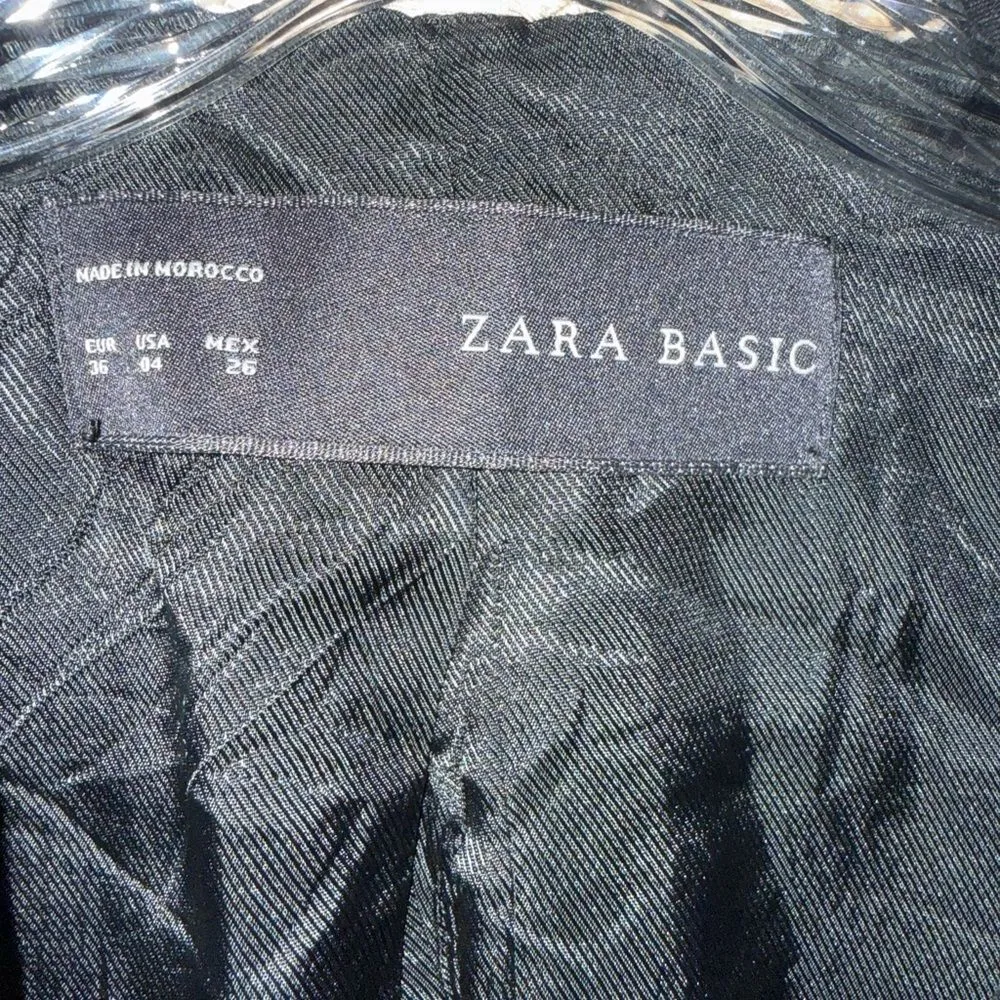 MADE IN MOROCCO
EUR USA MEX
36 04 26
ZARA BASIC